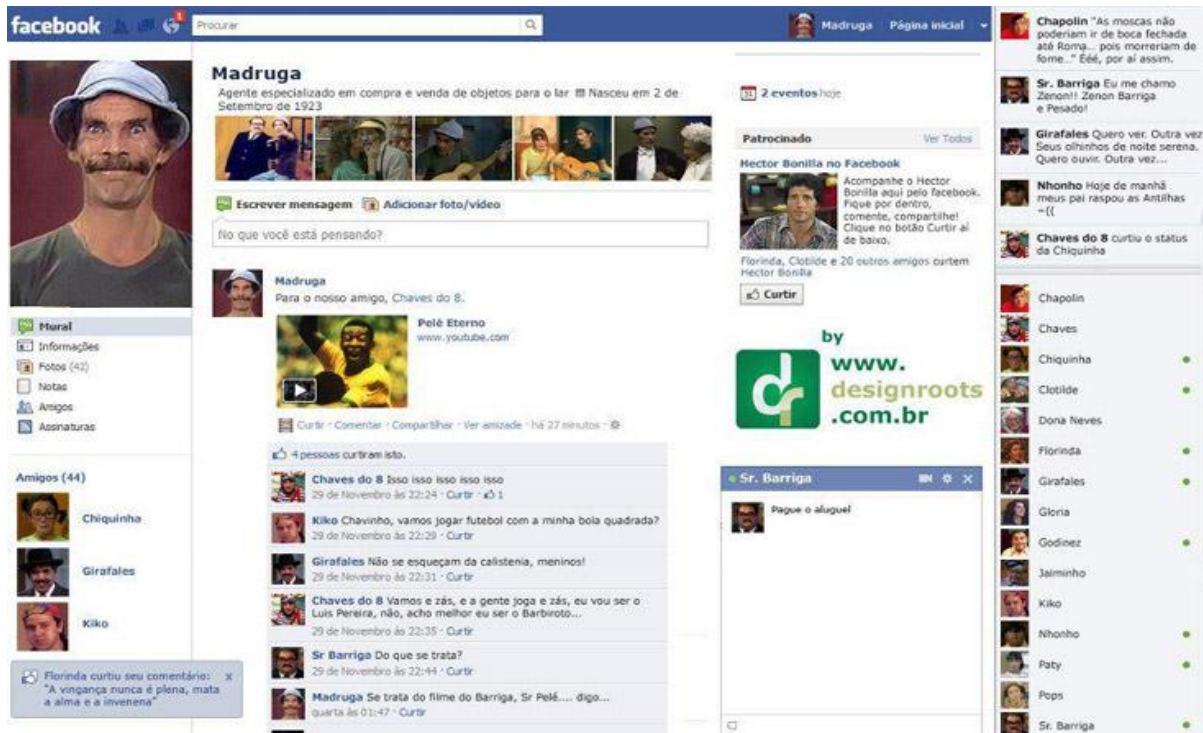 facebook
1
Procurar
Madruga Página inicial
Madruga
Agente especializado em compra e venda de objetos para o lar Nasceu em 2 de
Setembro de 1923
Escrever mensagem Adicionar foto/vídeo
No que você está pensando?
Madruga
Para o nosso amigo, Chaves do 8.
Pelé Eterno
www.youtube.com
Curtir · Comentar · Compartilhar · Ver amizade · há 27 minutos ·
4 pessoas curtiram isto.
Chaves do 8 Isso isso isso isso isso
29 de Novembro às 22:24 · Curtir · 1
Kiko Chavinho, vamos jogar futebol com a minha bola quadrada?
29 de Novembro às 22:29 · Curtir
Girafales Não se esqueçam da calistenia, meninos!
29 de Novembro às 22:31 · Curtir
Chaves do 8 Vamos e zás, e a gente joga e zás, eu vou ser o
Luis Pereira, não, acho melhor eu ser o Barbiroto...
29 de Novembro às 22:35 · Curtir
Sr Barriga Do que se trata?
29 de Novembro às 22:44 · Curtir
Madruga Se trata do filme do Barriga, Sr Pelé.... digo...
quarta às 01:47 · Curtir
Mural
Informações
Fotos (42)
Notas
Amigos
Assinaturas
Amigos (44)
Chiquinha
Girafales
Kiko
Florinda curtiu seu comentário: x
"A vingança nunca é plena, mata
a alma e a invenena"
31 2 eventos hoje
Patrocinado Ver Todos
Hector Bonilla no Facebook
Acompanhe o Hector
Bonilla aqui pelo facebook.
Fique por dentro,
comente, compartilhe!
Clique no botão Curtir aí
de baixo.
Florinda, Clotilde e 20 outros amigos curtem
Hector Bonilla
Curtir
by
www.
designroots
.com.br
dr
Sr. Barriga
Pague o aluguel
Chapolin "As moscas não
poderiam ir de boca fechada
até Roma... pois morreriam de
fome..." Ééé, por aí assim.
Sr. Barriga Eu me chamo
Zenon!! Zenon Barriga
e Pesado!
Girafales Quero ver. Outra vez
Seus olhinhos de noite serena.
Quero ouvir. Outra vez...
Nhonho Hoje de manhã
meus pai raspou as Antilhas
=((
Chaves do 8 curtiu o status
da Chiquinha
Chapolin
Chaves
Chiquinha
Clotilde
Dona Neves
Florinda
Girafales
Gloria
Godinez
Jaiminho
Kiko
Nhonho
Paty
Pops
Sr. Barriga